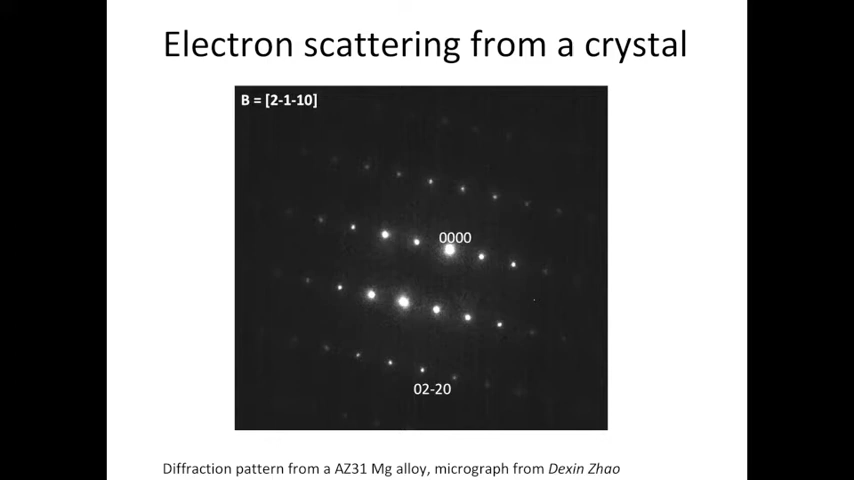 Electron scattering from a crystal
B = [2-1-10]
0000
02-20
Diffraction pattern from a AZ31 Mg alloy, micrograph from Dexin Zhao